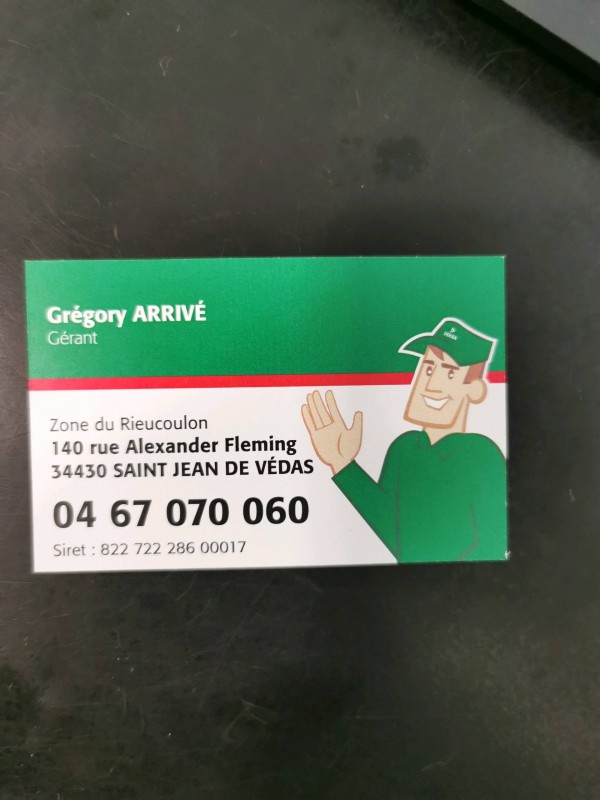 Grégory ARRIVÉ
Gérant
Zone du Rieucoulon
140 rue Alexander Fleming
34430 SAINT JEAN DE VÉDAS
04 67 070 060
Siret : 822 722 286 00017